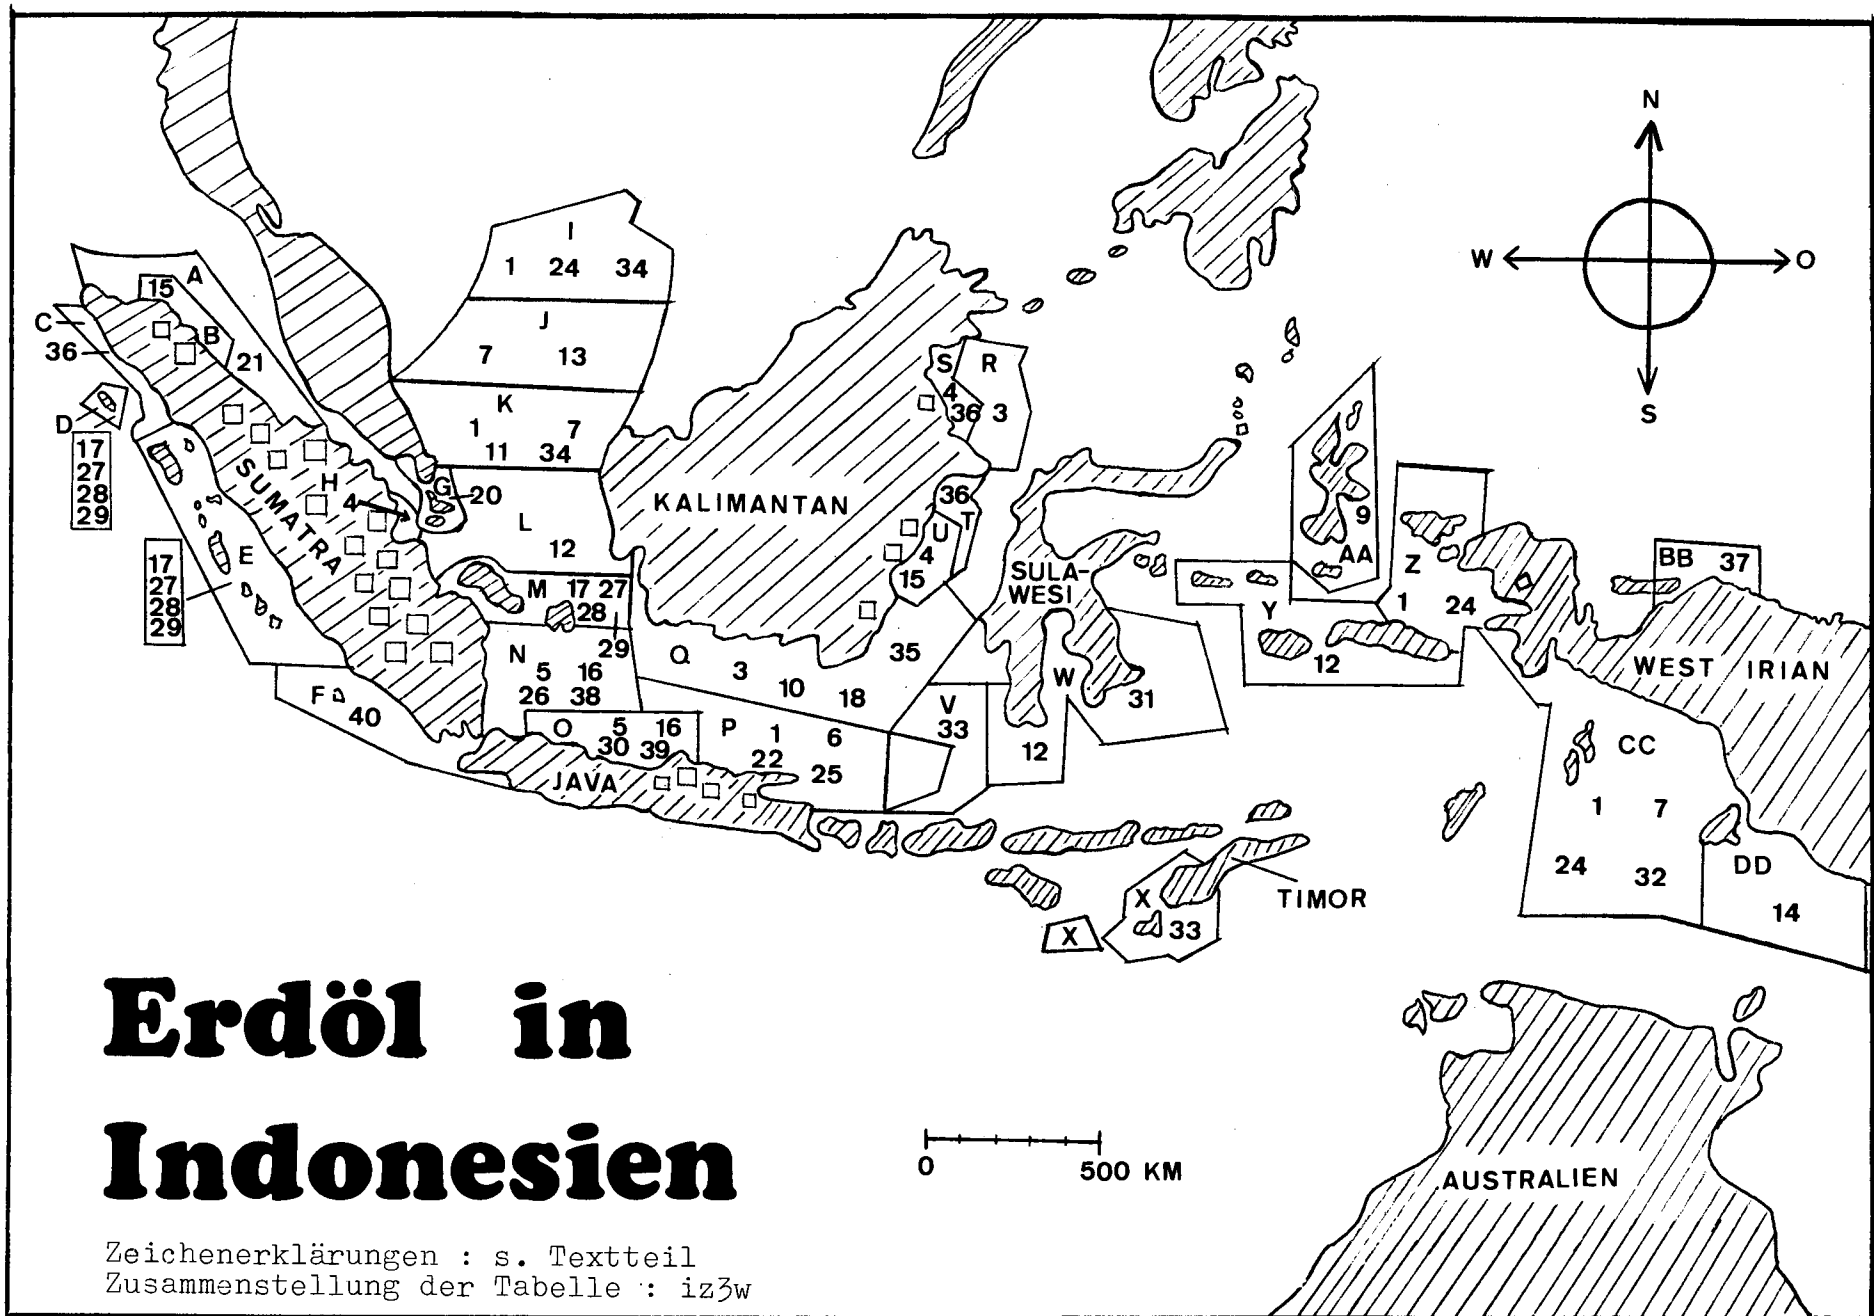 N
W O
S
I
1 24 34
J
7 13
K
1 7
11 34
A
15
B
21
C
36
D
17
27
28
29
E
17
27
28
29
F
40
SUMATRA
H
4
G
20
L
12
M 17 27
28
29
N
5 16
26 38
O 5 16
30 39
JAVA
P 1 6
22
25
Q
3
10
18
35
KALIMANTAN
S R
4
36 3
36
T
U
4
15
SULA-
WESI
V
33
W
31
12
X
X
33
TIMOR
Y
12
9
AA
Z
1 24
BB 37
WEST IRIAN
CC
1 7
24 32
DD
14
AUSTRALIEN
0 500 KM
Erdöl in
Indonesien
Zeichenerklärungen : s. Textteil
Zusammenstellung der Tabelle : iz3w